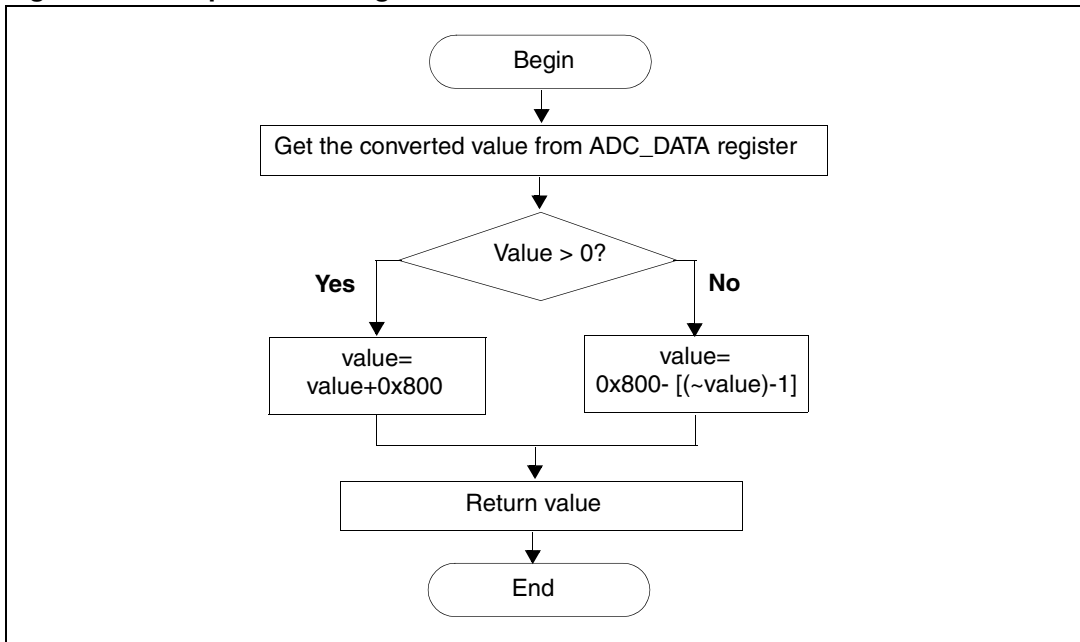 Begin
Get the converted value from ADC_DATA register
Value > 0?
Yes
No
value=
value+0x800
value=
0x800- [(~value)-1]
Return value
End